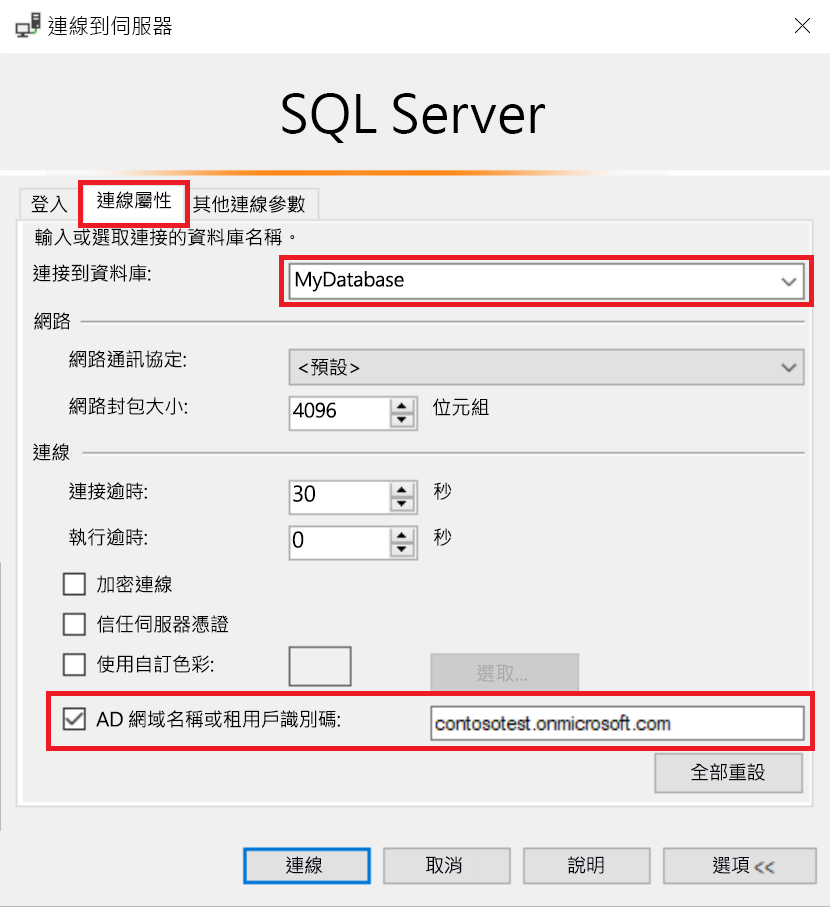 連線到伺服器
SQL Server
登入 連線屬性 其他連線參數
輸入或選取連接的資料庫名稱。
連接到資料庫: MyDatabase
網路
網路通訊協定: <預設>
網路封包大小: 4096 位元組
連線
連接逾時: 30 秒
執行逾時: 0 秒
加密連線
信任伺服器憑證
使用自訂色彩: 選取...
AD 網域名稱或租用戶識別碼: contosotest.onmicrosoft.com
全部重設
連線 取消 說明 選項 <<